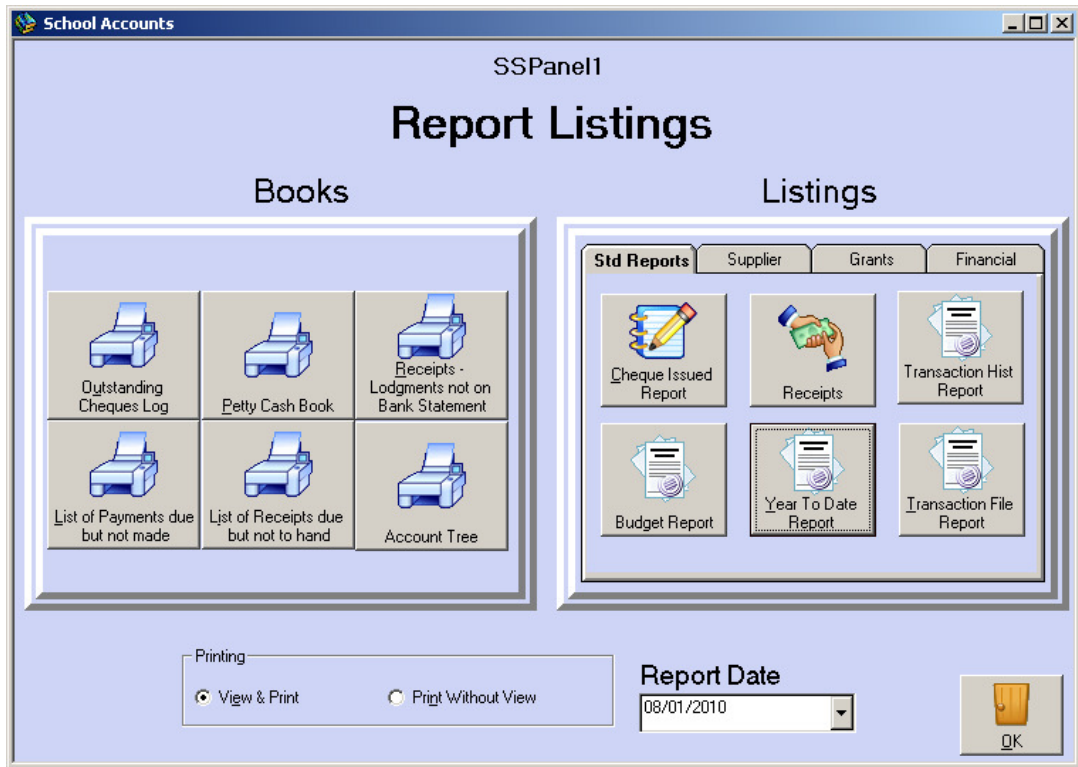 School Accounts
SSPanel1
Report Listings
Books
Outstanding
Cheques Log
Petty Cash Book
Receipts -
Lodgments not on
Bank Statement
List of Payments due
but not made
List of Receipts due
but not to hand
Account Tree
Listings
Std Reports
Supplier
Grants
Financial
Cheque Issued
Report
Receipts
Transaction Hist
Report
Budget Report
Year To Date
Report
Transaction File
Report
Printing
View & Print
Print Without View
Report Date
08/01/2010
OK